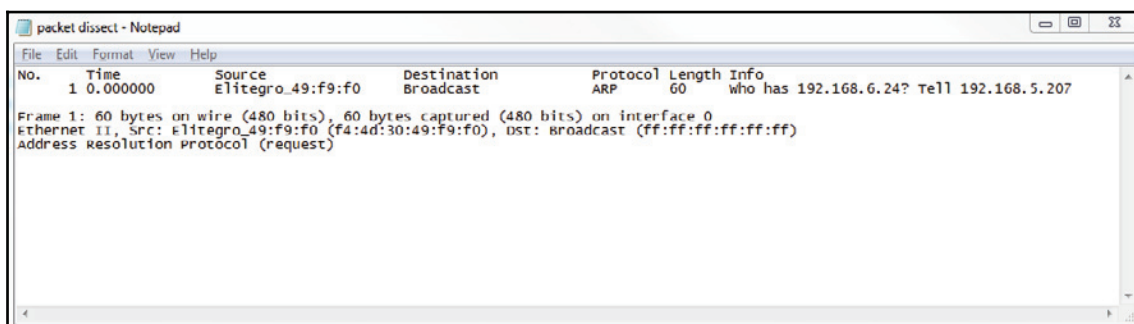 packet dissect - Notepad
File Edit Format View Help
No. Time Source Destination Protocol Length Info
1 0.000000 Elitegro_49:f9:f0 Broadcast ARP 60 Who has 192.168.6.24? Tell 192.168.5.207
Frame 1: 60 bytes on wire (480 bits), 60 bytes captured (480 bits) on interface 0
Ethernet II, Src: Elitegro_49:f9:f0 (f4:4d:30:49:f9:f0), Dst: Broadcast (ff:ff:ff:ff:ff:ff)
Address Resolution Protocol (request)